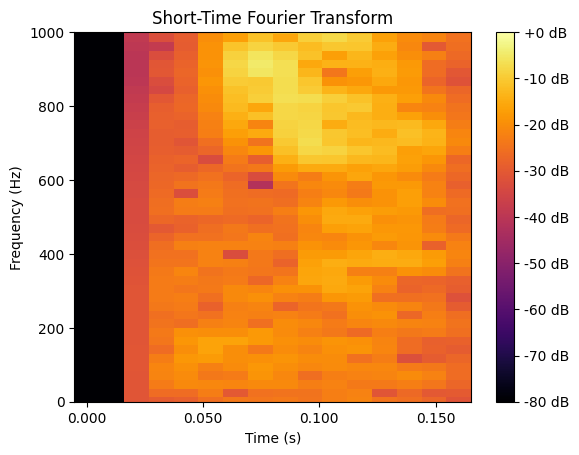 Short-Time Fourier Transform
1000
800
600
400
200
0
Frequency (Hz)
0.000
0.050
0.100
0.150
Time (s)
+0 dB
-10 dB
-20 dB
-30 dB
-40 dB
-50 dB
-60 dB
-70 dB
-80 dB